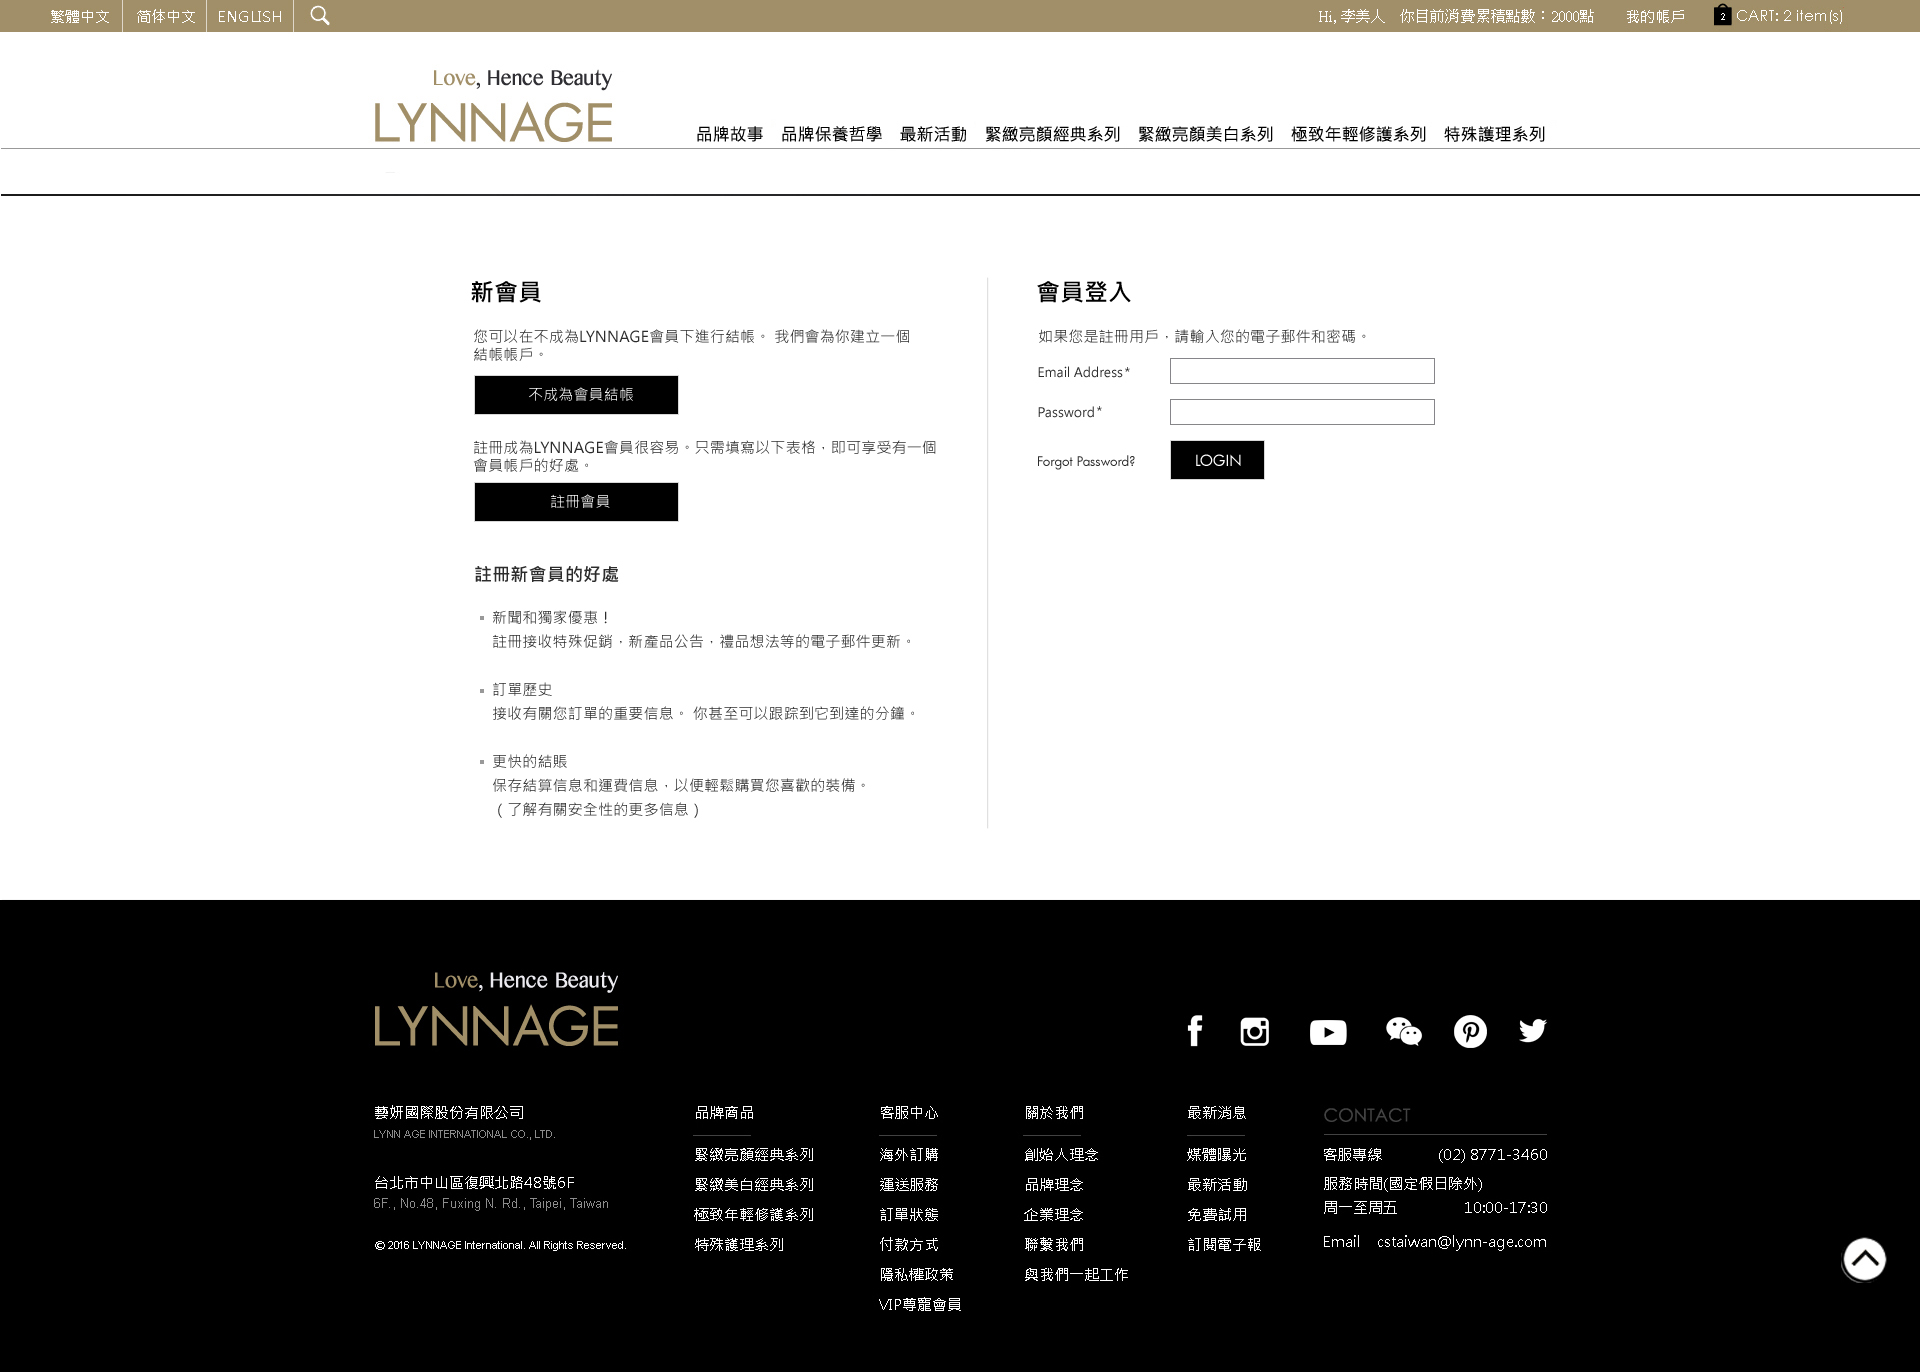 繁體中文 简体中文 ENGLISH
Hi, 李美人 你目前消費累積點數：2000點 我的帳戶 2 CART: 2 item(s)
Love, Hence Beauty
LYNNAGE
品牌故事 品牌保養哲學 最新活動 緊緻亮顏經典系列 緊緻亮顏美白系列 極致年輕修護系列 特殊護理系列
新會員
您可以在不成為LYNNAGE會員下進行結帳。 我們會為你建立一個
結帳帳戶。
不成為會員結帳
註冊成為LYNNAGE會員很容易。只需填寫以下表格，即可享受有一個
會員帳戶的好處。
註冊會員
註冊新會員的好處
新聞和獨家優惠！
註冊接收特殊促銷，新產品公告，禮品想法等的電子郵件更新。
訂單歷史
接收有關您訂單的重要信息。 你甚至可以跟踪到它到達的分鐘。
更快的結賬
保存結算信息和運費信息，以便輕鬆購買您喜歡的裝備。
（了解有關安全性的更多信息）
會員登入
如果您是註冊用戶，請輸入您的電子郵件和密碼。
Email Address*
Password*
Forgot Password? LOGIN
Love, Hence Beauty
LYNNAGE
藝妍國際股份有限公司
LYNN AGE INTERNATIONAL CO., LTD.
台北市中山區復興北路48號6F
6F., No.48, Fuxing N. Rd., Taipei, Taiwan
© 2016 LYNNAGE International. All Rights Reserved.
品牌商品
緊緻亮顏經典系列
緊緻美白經典系列
極致年輕修護系列
特殊護理系列
客服中心
海外訂購
運送服務
訂單狀態
付款方式
隱私權政策
VIP尊寵會員
關於我們
創始人理念
品牌理念
企業理念
聯繫我們
與我們一起工作
最新消息
媒體曝光
最新活動
免費試用
訂閱電子報
CONTACT
客服專線 (02) 8771-3460
服務時間(國定假日除外)
周一至周五 10:00-17:30
Email cstaiwan@lynn-age.com